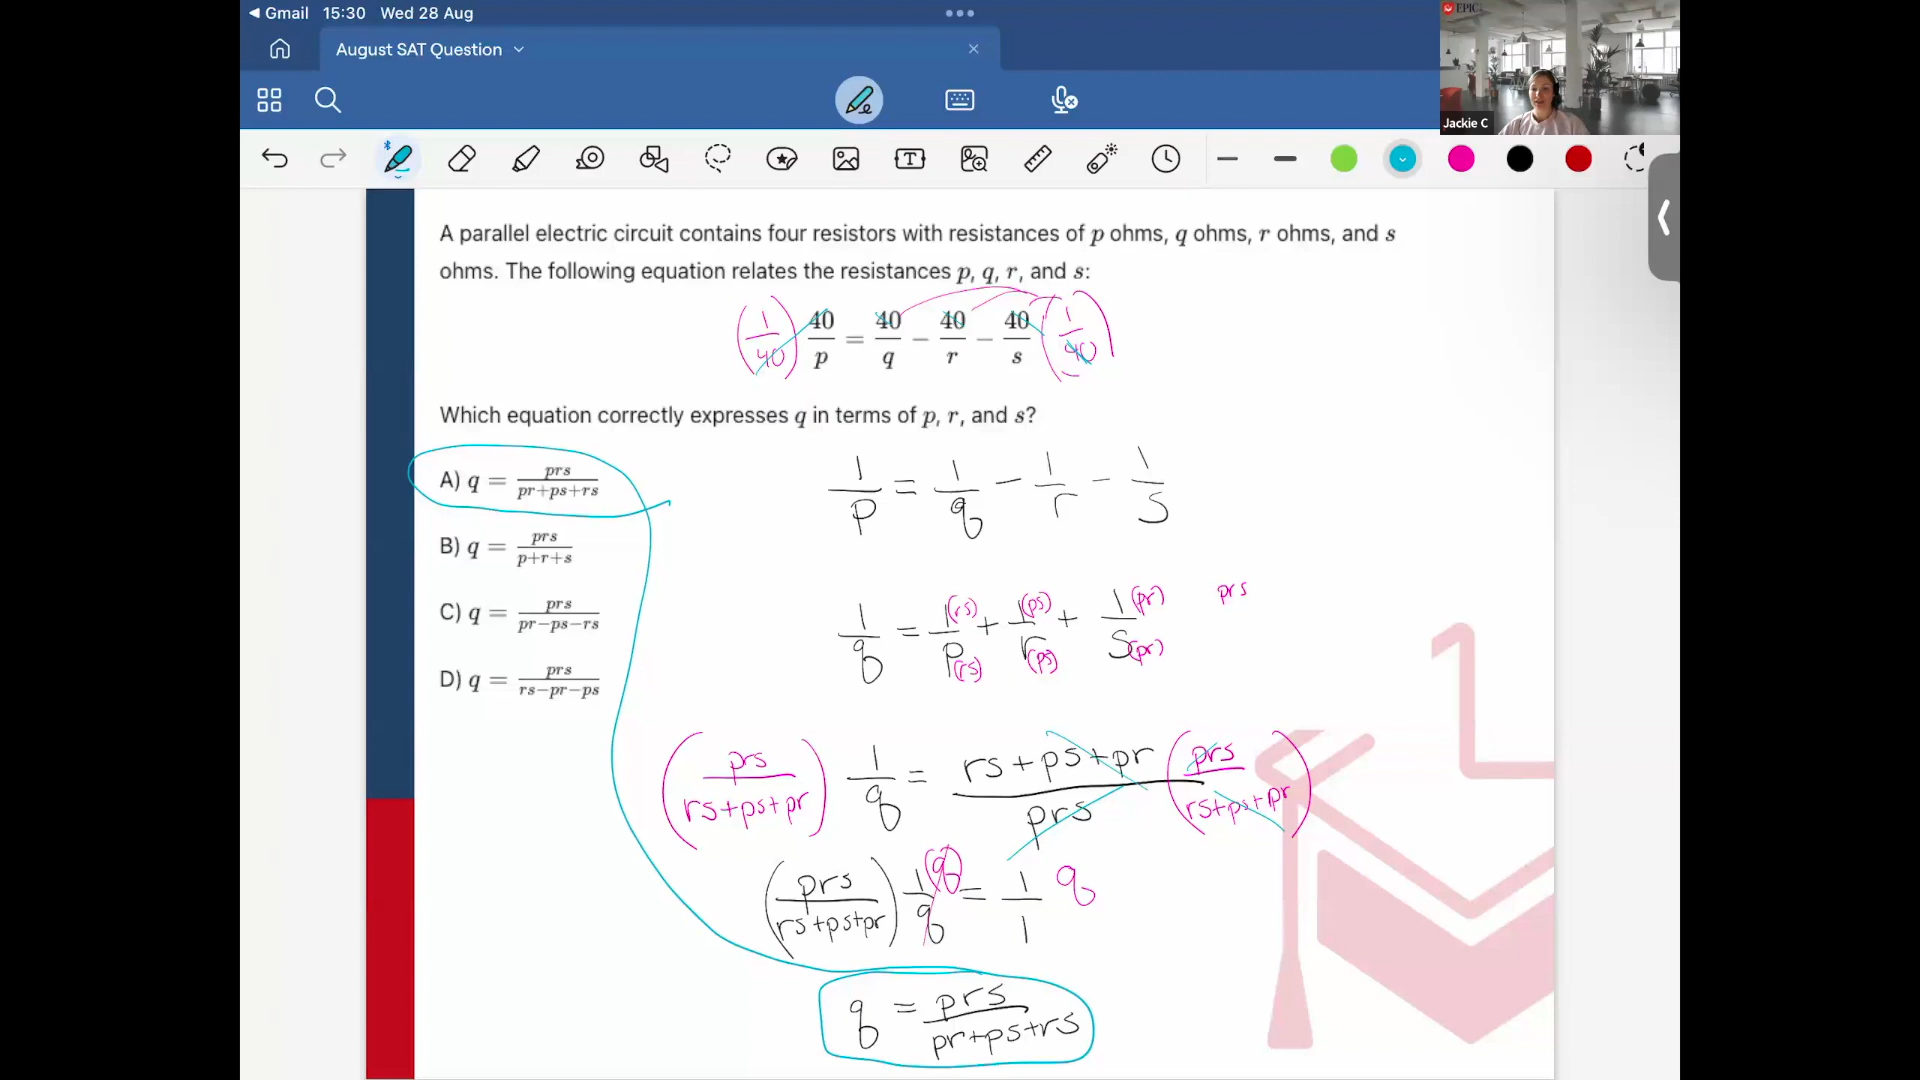 Gmail 15:30 Wed 28 Aug
EPIC
August SAT Question
Jackie C
A parallel electric circuit contains four resistors with resistances of p ohms, q ohms, r ohms, and s
ohms. The following equation relates the resistances p, q, r, and s:
(1/40) 40/p = 40/q − 40/r − 40/s (1/40)
Which equation correctly expresses q in terms of p, r, and s?
A) q = prs/(pr+ps+rs)
B) q = prs/(p+r+s)
C) q = prs/(pr−ps−rs)
D) q = prs/(rs−pr−ps)
1/p = 1/q − 1/r − 1/s
1/q = 1(rs)/p(rs) + 1(ps)/r(ps) + 1(pr)/s(pr) prs
(prs/(rs+ps+pr)) 1/q = (rs+ps+pr)/prs (prs/(rs+ps+pr))
(prs/(rs+ps+pr)) 1(q)/q = 1/1 q
q = prs/(pr+ps+rs)